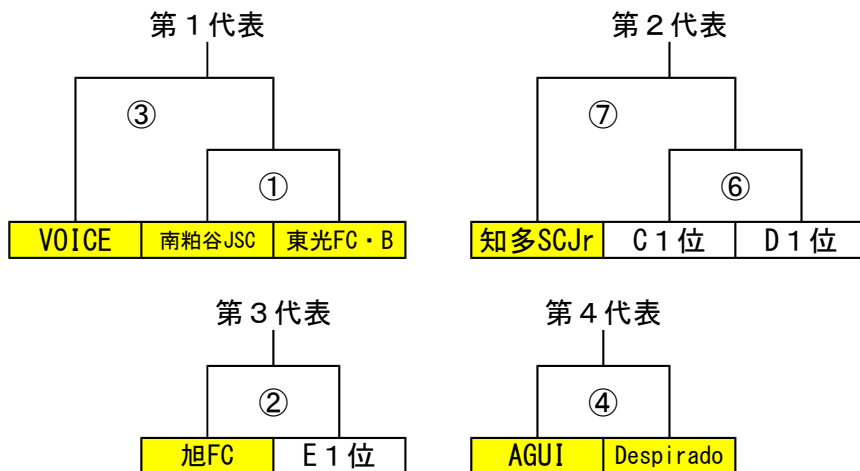 第１代表 第２代表
③ ⑦
① ⑥
VOICE 南粕谷JSC 東光FC・B 知多SCJr C１位 D１位
第３代表 第４代表
② ④
旭FC E１位 AGUI Despirado